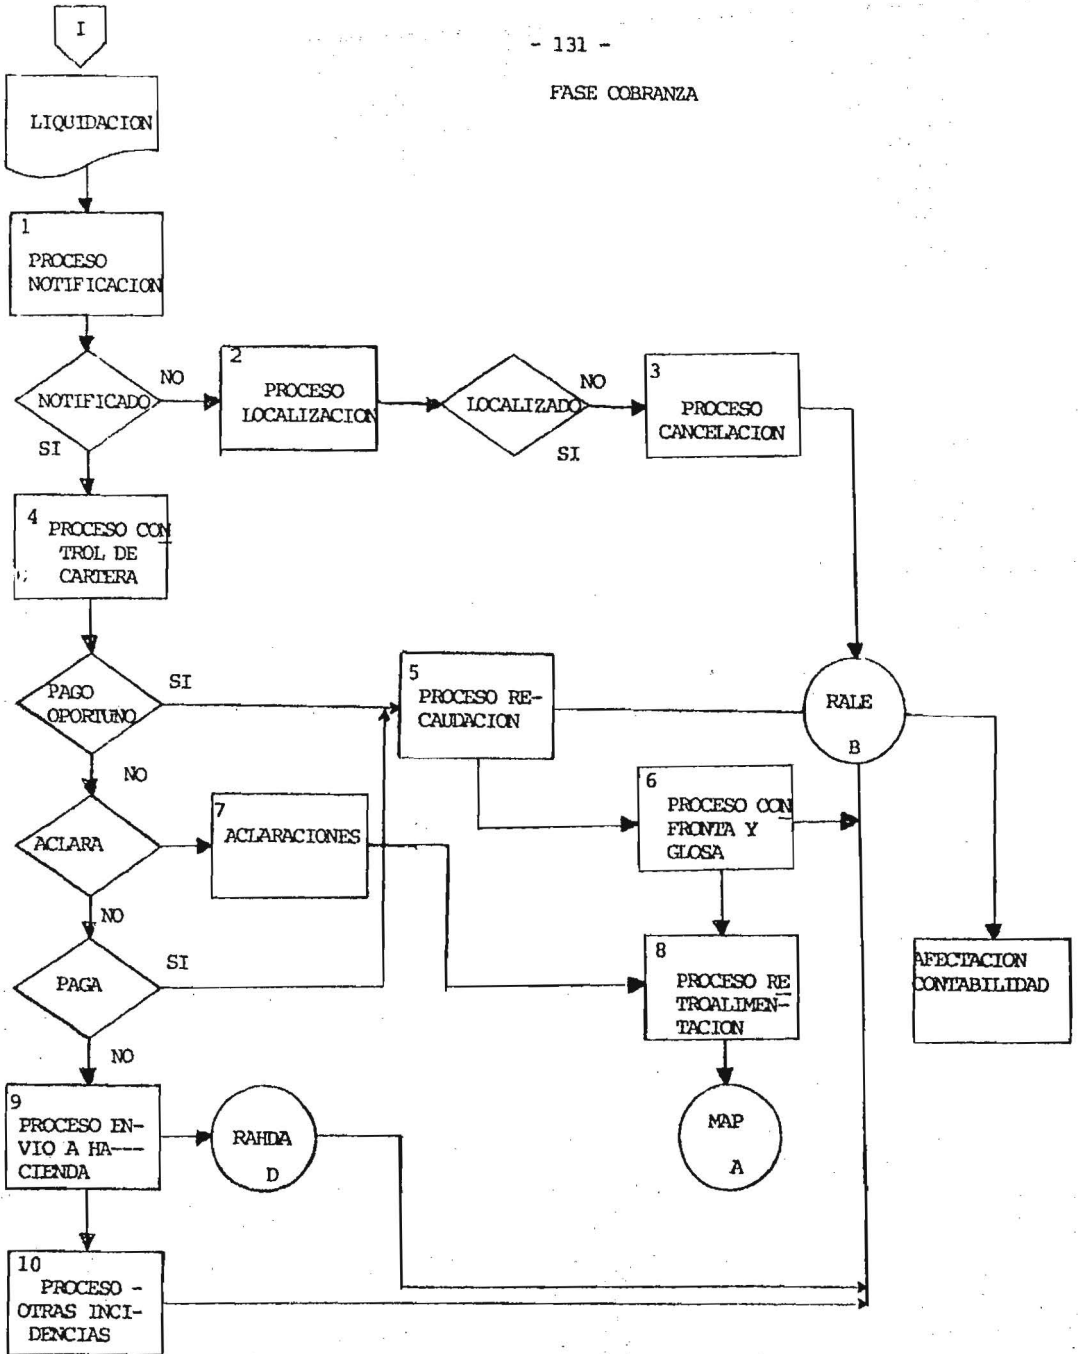 I
- 131 -
FASE COBRANZA
LIQUIDACION
1
PROCESO
NOTIFICACION
NOTIFICADO
NO
SI
2
PROCESO
LOCALIZACION
LOCALIZADO
NO
SI
3
PROCESO
CANCELACION
4
PROCESO CON
TROL DE
CARTERA
PAGO
OPORTUNO
SI
NO
5
PROCESO RE-
CAUDACION
RALE
B
6
PROCESO CON
FRONTA Y
GLOSA
ACLARA
NO
7
ACLARACIONES
PAGA
SI
NO
8
PROCESO RE
TROALIMEN-
TACION
AFECTACION
CONTABILIDAD
9
PROCESO EN-
VIO A HA---
CIENDA
RAHDA
D
MAP
A
10
PROCESO -
OTRAS INCI-
DENCIAS